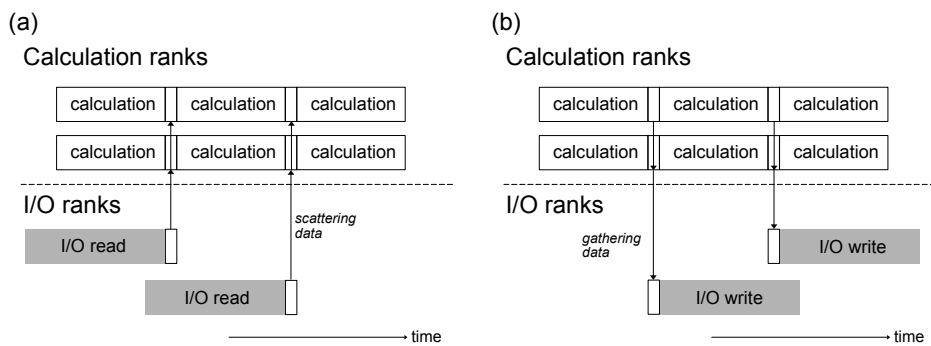 (a)
Calculation ranks
calculation calculation calculation
calculation calculation calculation
I/O ranks
scattering
data
I/O read
I/O read
time
(b)
Calculation ranks
calculation calculation calculation
calculation calculation calculation
I/O ranks
gathering
data
I/O write
I/O write
time